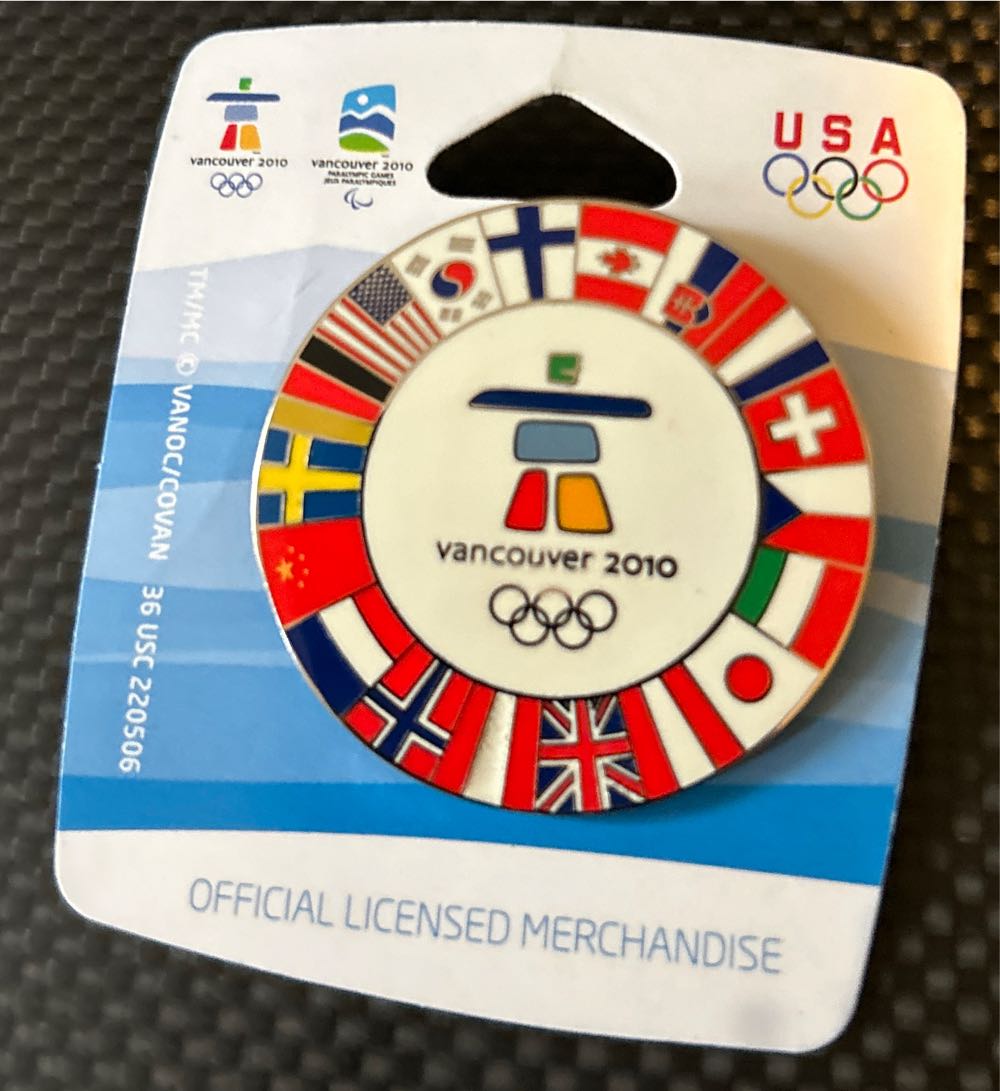 vancouver 2010
vancouver 2010
PARALYMPIC GAMES
JEUX PARALYMPIQUES
USA
TM/MC © VANOC/COVAN 36 USC 220506
vancouver 2010
OFFICIAL LICENSED MERCHANDISE